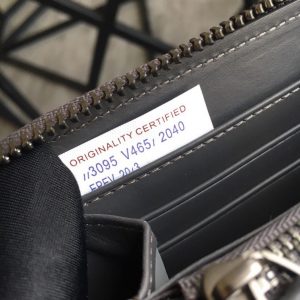 ORIGINALITY CERTIFIED
//3095 V465/ 2040